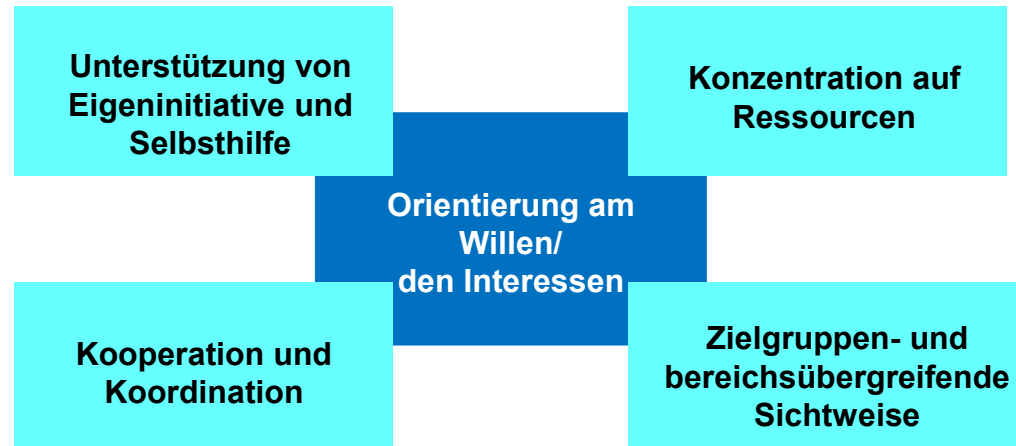 Unterstützung von
Eigeninitiative und
Selbsthilfe
Konzentration auf
Ressourcen
Orientierung am
Willen/
den Interessen
Kooperation und
Koordination
Zielgruppen- und
bereichsübergreifende
Sichtweise